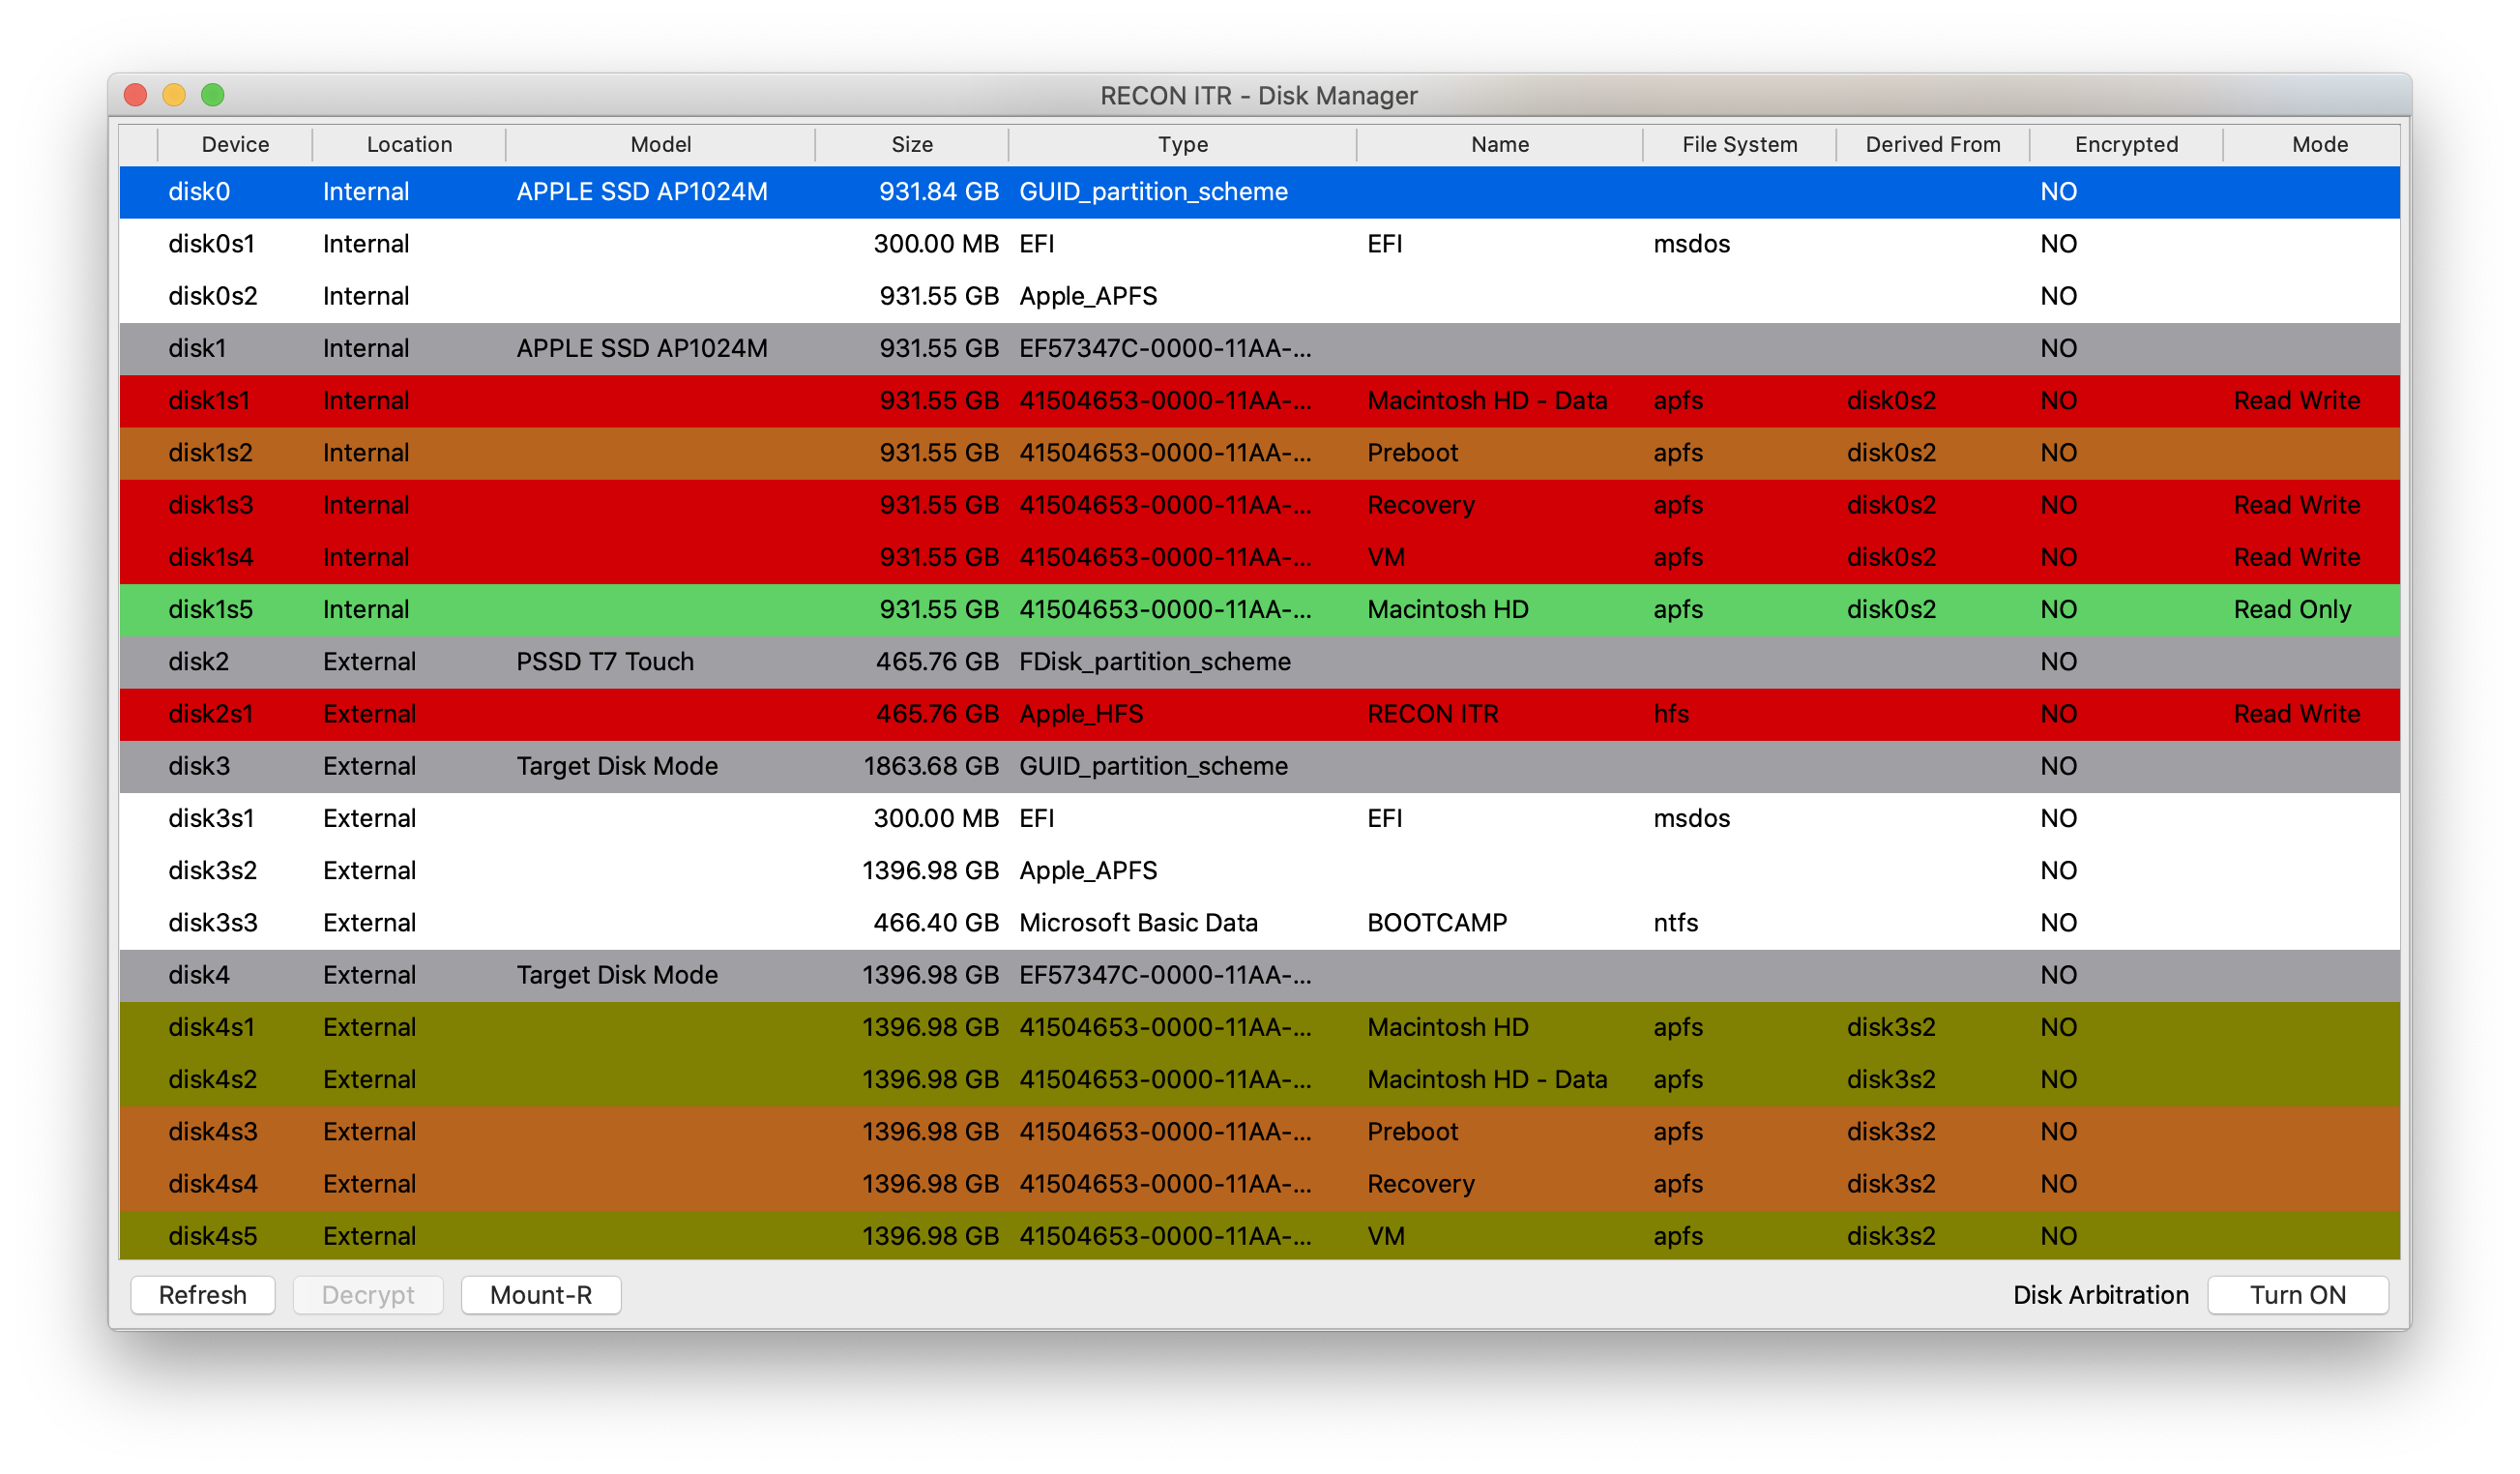 RECON ITR - Disk Manager
Device Location Model Size Type Name File System Derived From Encrypted Mode
disk0 Internal APPLE SSD AP1024M 931.84 GB GUID_partition_scheme NO
disk0s1 Internal 300.00 MB EFI EFI msdos NO
disk0s2 Internal 931.55 GB Apple_APFS NO
disk1 Internal APPLE SSD AP1024M 931.55 GB EF57347C-0000-11AA-... NO
disk1s1 Internal 931.55 GB 41504653-0000-11AA-... Macintosh HD - Data apfs disk0s2 NO Read Write
disk1s2 Internal 931.55 GB 41504653-0000-11AA-... Preboot apfs disk0s2 NO
disk1s3 Internal 931.55 GB 41504653-0000-11AA-... Recovery apfs disk0s2 NO Read Write
disk1s4 Internal 931.55 GB 41504653-0000-11AA-... VM apfs disk0s2 NO Read Write
disk1s5 Internal 931.55 GB 41504653-0000-11AA-... Macintosh HD apfs disk0s2 NO Read Only
disk2 External PSSD T7 Touch 465.76 GB FDisk_partition_scheme NO
disk2s1 External 465.76 GB Apple_HFS RECON ITR hfs NO Read Write
disk3 External Target Disk Mode 1863.68 GB GUID_partition_scheme NO
disk3s1 External 300.00 MB EFI EFI msdos NO
disk3s2 External 1396.98 GB Apple_APFS NO
disk3s3 External 466.40 GB Microsoft Basic Data BOOTCAMP ntfs NO
disk4 External Target Disk Mode 1396.98 GB EF57347C-0000-11AA-... NO
disk4s1 External 1396.98 GB 41504653-0000-11AA-... Macintosh HD apfs disk3s2 NO
disk4s2 External 1396.98 GB 41504653-0000-11AA-... Macintosh HD - Data apfs disk3s2 NO
disk4s3 External 1396.98 GB 41504653-0000-11AA-... Preboot apfs disk3s2 NO
disk4s4 External 1396.98 GB 41504653-0000-11AA-... Recovery apfs disk3s2 NO
disk4s5 External 1396.98 GB 41504653-0000-11AA-... VM apfs disk3s2 NO
Refresh Decrypt Mount-R Disk Arbitration Turn ON